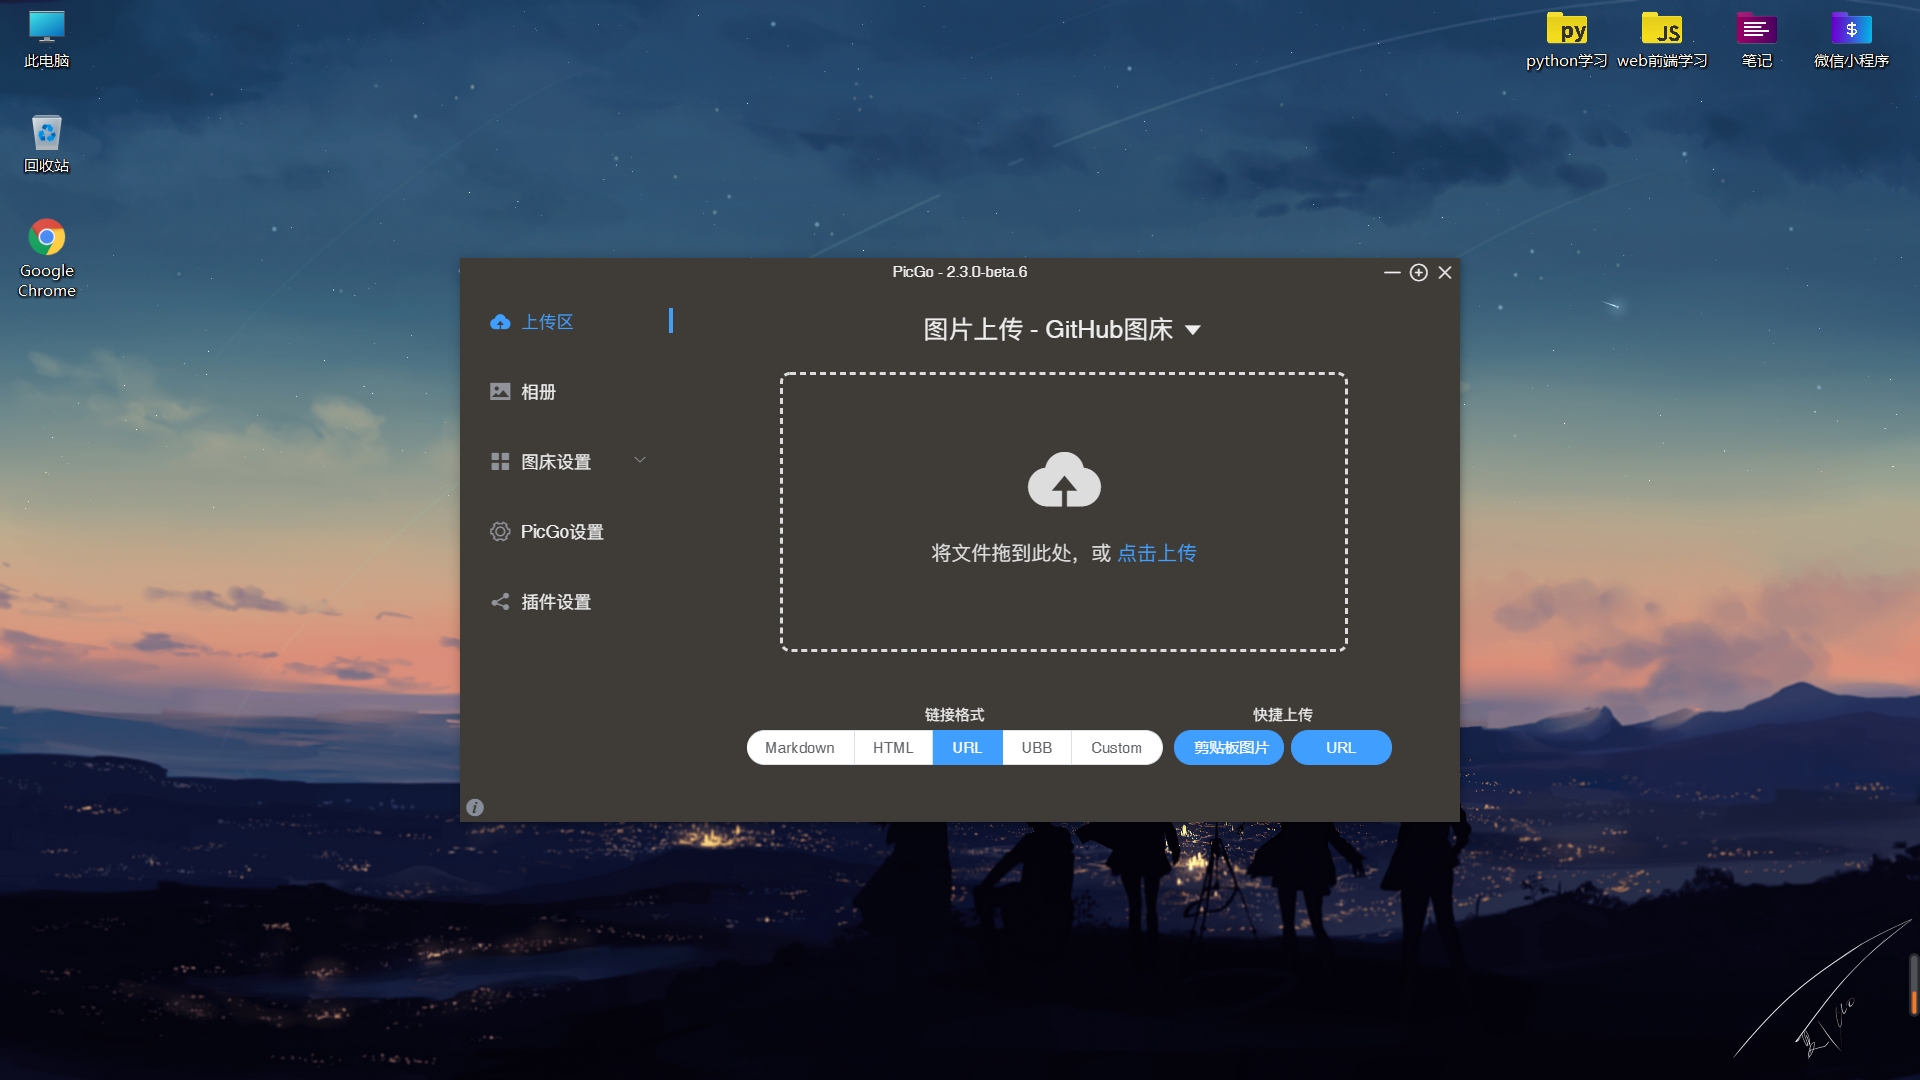 此电脑
回收站
Google
Chrome
py
python学习
JS
web前端学习
笔记
$
微信小程序
PicGo - 2.3.0-beta.6
上传区
相册
图床设置
PicGo设置
插件设置
图片上传 - GitHub图床
将文件拖到此处，或 点击上传
链接格式
Markdown
HTML
URL
UBB
Custom
快捷上传
剪贴板图片
URL
i